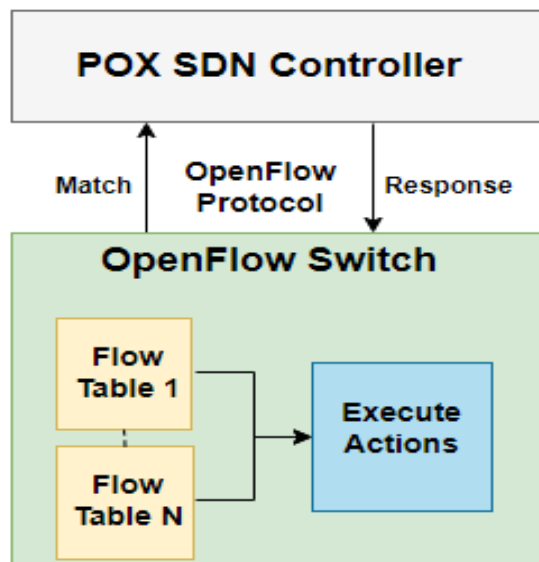 POX SDN Controller
Match
OpenFlow
Protocol
Response
OpenFlow Switch
Flow
Table 1
Execute
Actions
Flow
Table N